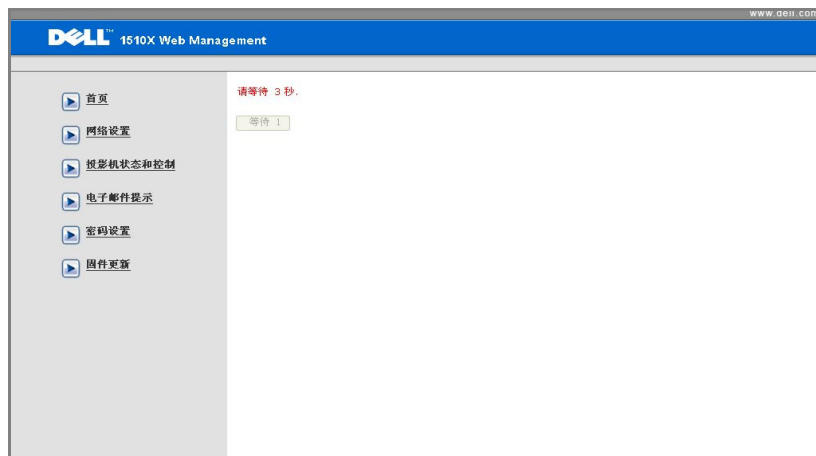 www.dell.com
DELL™ 1510X Web Management
首页
网络设置
投影机状态和控制
电子邮件提示
密码设置
固件更新
请等待 3 秒.
等待 1